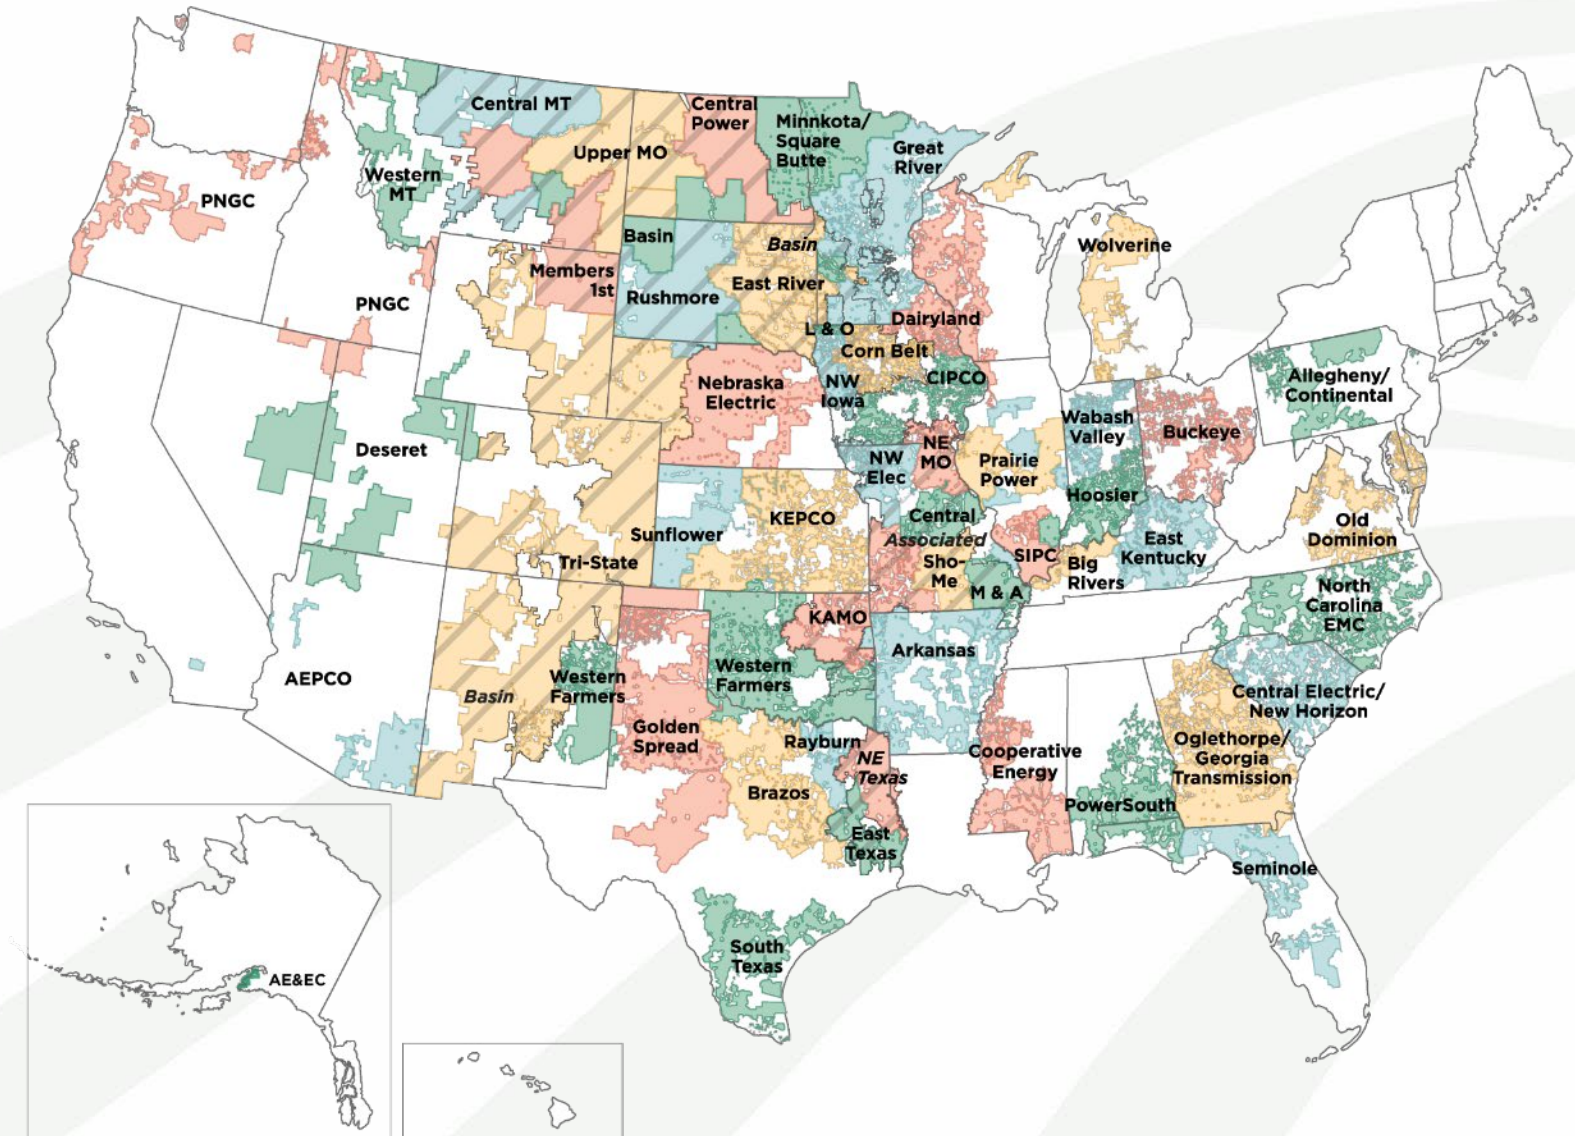 Central MT
Central
Power
Minnkota/
Square
Butte
Great
River
Upper MO
Western
MT
PNGC
Basin
Basin
Wolverine
Members
1st
Rushmore
East River
PNGC
Dairyland
L & O
Corn Belt
CIPCO
Nebraska
Electric
NW
Iowa
Allegheny/
Continental
Wabash
Valley
Buckeye
Deseret
NE
MO
NW
Elec
Prairie
Power
Hoosier
KEPCO
Central
Sunflower
Associated
Old
Dominion
East
Kentucky
SIPC
Tri-State
Sho-
Me
Big
Rivers
M & A
North
Carolina
EMC
KAMO
Arkansas
AEPCO
Western
Farmers
Western
Farmers
Basin
Central Electric/
New Horizon
Golden
Spread
Rayburn
NE
Texas
Cooperative
Energy
Oglethorpe/
Georgia
Transmission
Brazos
PowerSouth
East
Texas
Seminole
South
Texas
AE&EC